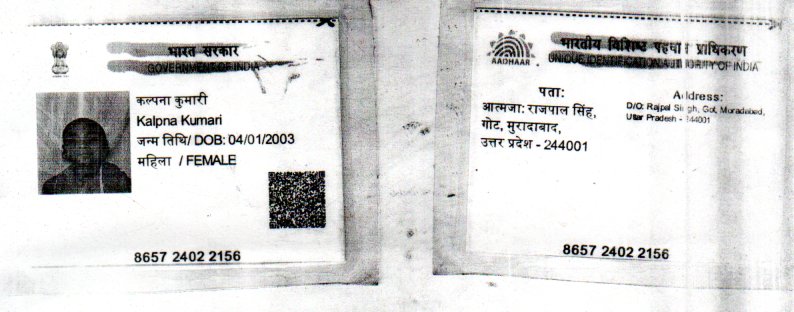 भारत सरकार
GOVERNMENT OF INDIA
कल्पना कुमारी
Kalpna Kumari
जन्म तिथि/ DOB: 04/01/2003
महिला / FEMALE
8657 2402 2156
भारतीय विशिष्ट पहचान प्राधिकरण
AADHAAR
UNIQUE IDENTIFICATION AUTHORITY OF INDIA
पता:
आत्मजा: राजपाल सिंह,
गोट, मुरादाबाद,
उत्तर प्रदेश - 244001
Address:
D/O: Rajpal Singh, Got, Moradabad,
Uttar Pradesh - 244001
8657 2402 2156